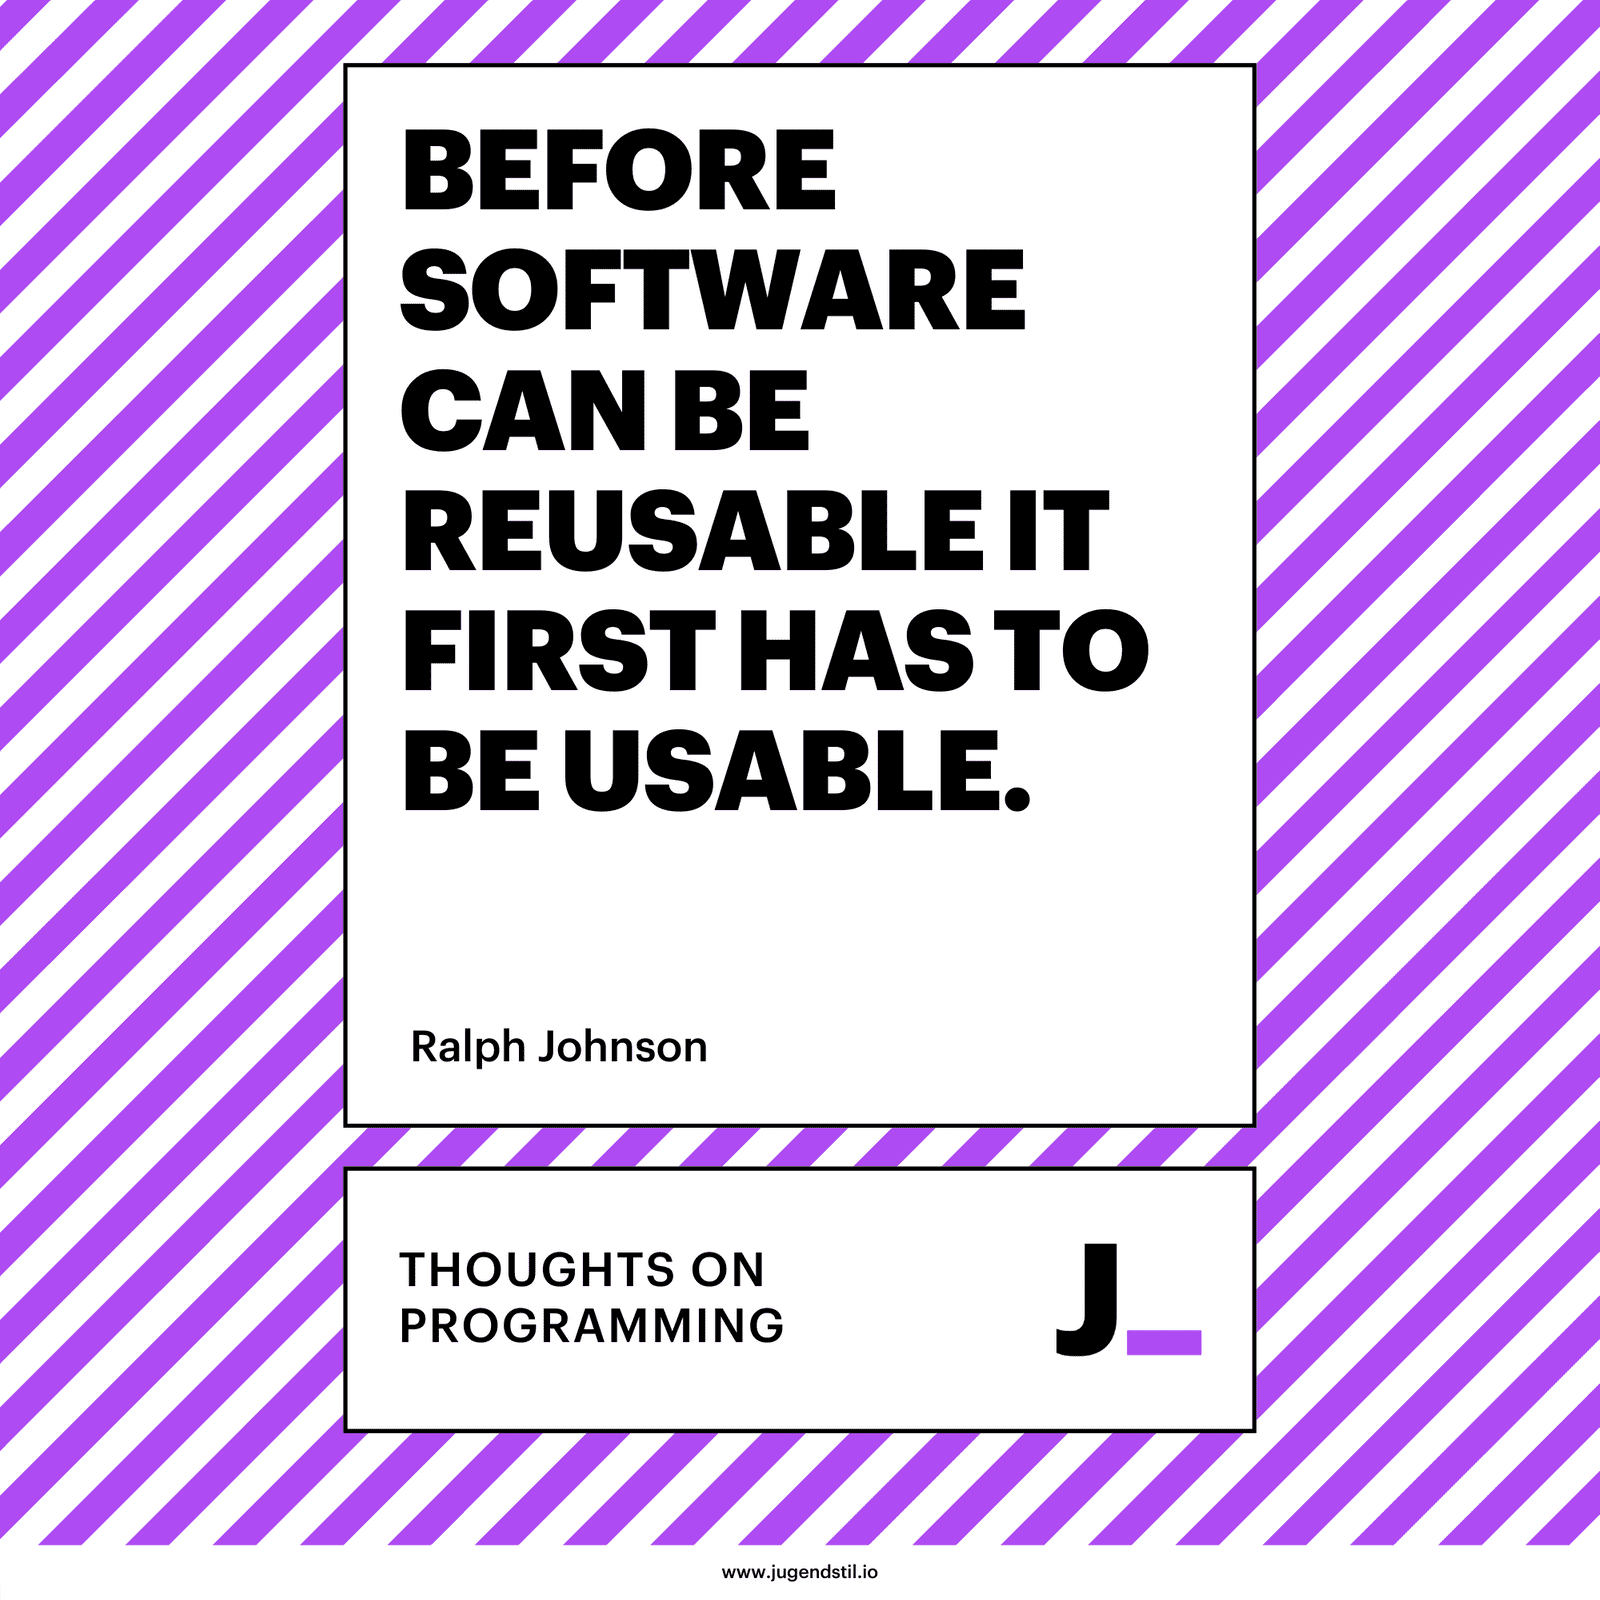 BEFORE
SOFTWARE
CAN BE
REUSABLE IT
FIRST HAS TO
BE USABLE.
Ralph Johnson
THOUGHTS ON
PROGRAMMING
J_
www.jugendstil.io